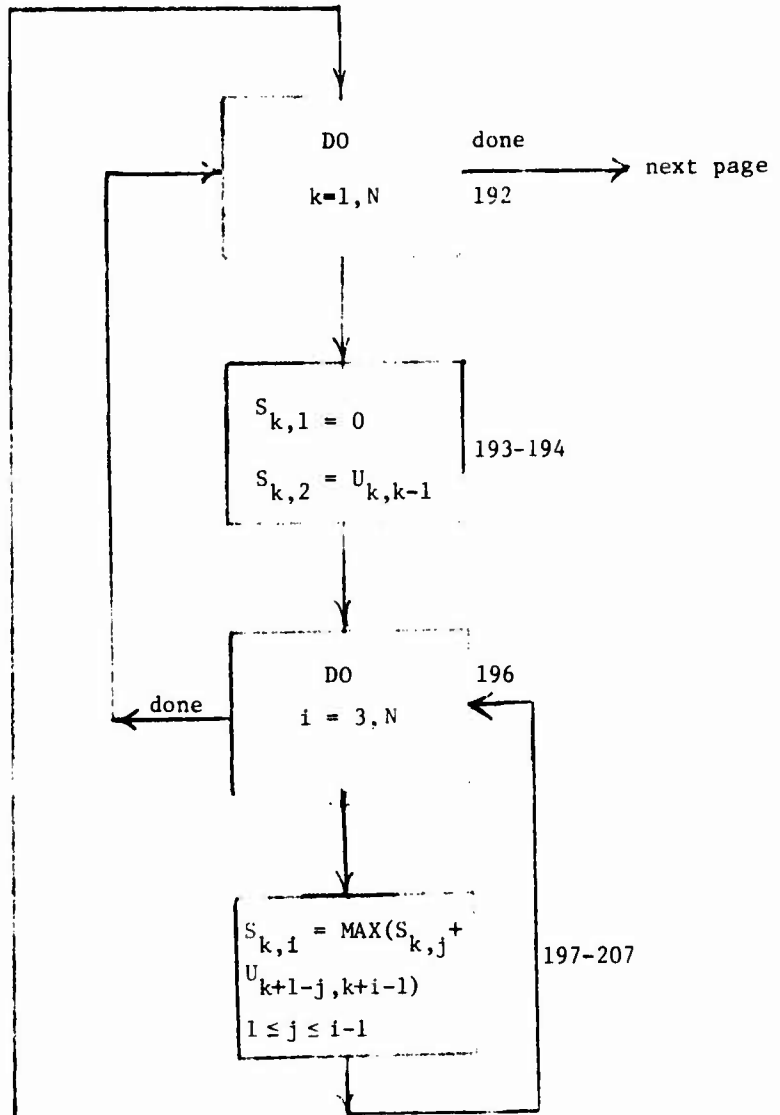 DO
done
k=1,N
192
next page
S_{k,1} = 0
S_{k,2} = U_{k,k-1}
193-194
DO
196
i = 3,N
done
S_{k,i} = MAX(S_{k,j}+
U_{k+1-j,k+i-1})
1 ≤ j ≤ i-1
197-207